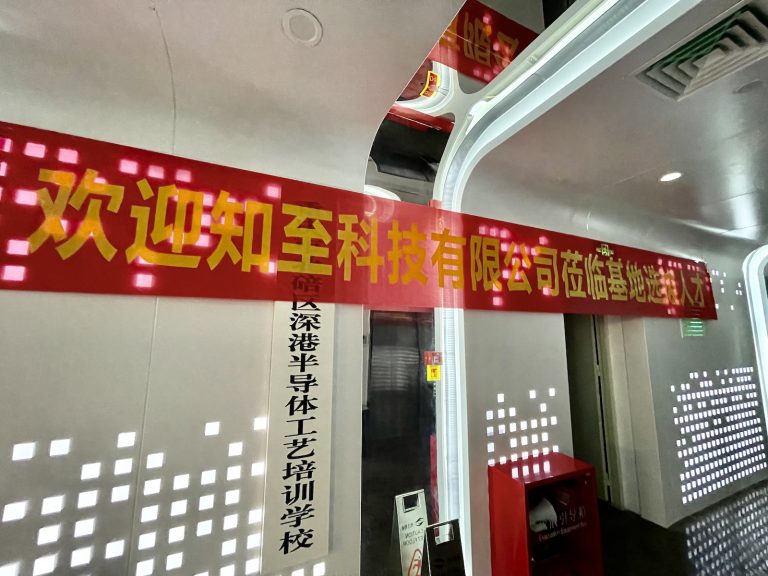 欢迎知至科技有限公司莅临基地选 人才
碚区深港半导体工艺培训学校